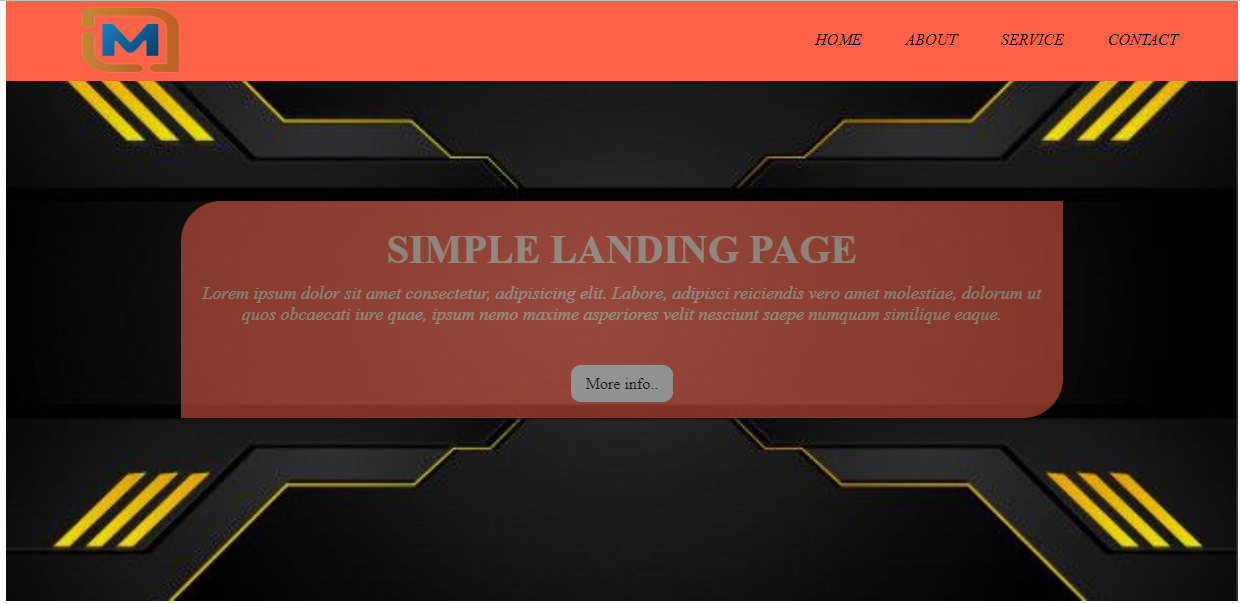 M
HOME ABOUT SERVICE CONTACT
SIMPLE LANDING PAGE
Lorem ipsum dolor sit amet consectetur, adipisicing elit. Labore, adipisci reiciendis vero amet molestiae, dolorum ut
quos obcaecati iure quae, ipsum nemo maxime asperiores velit nesciunt saepe numquam similique eaque.
More info..